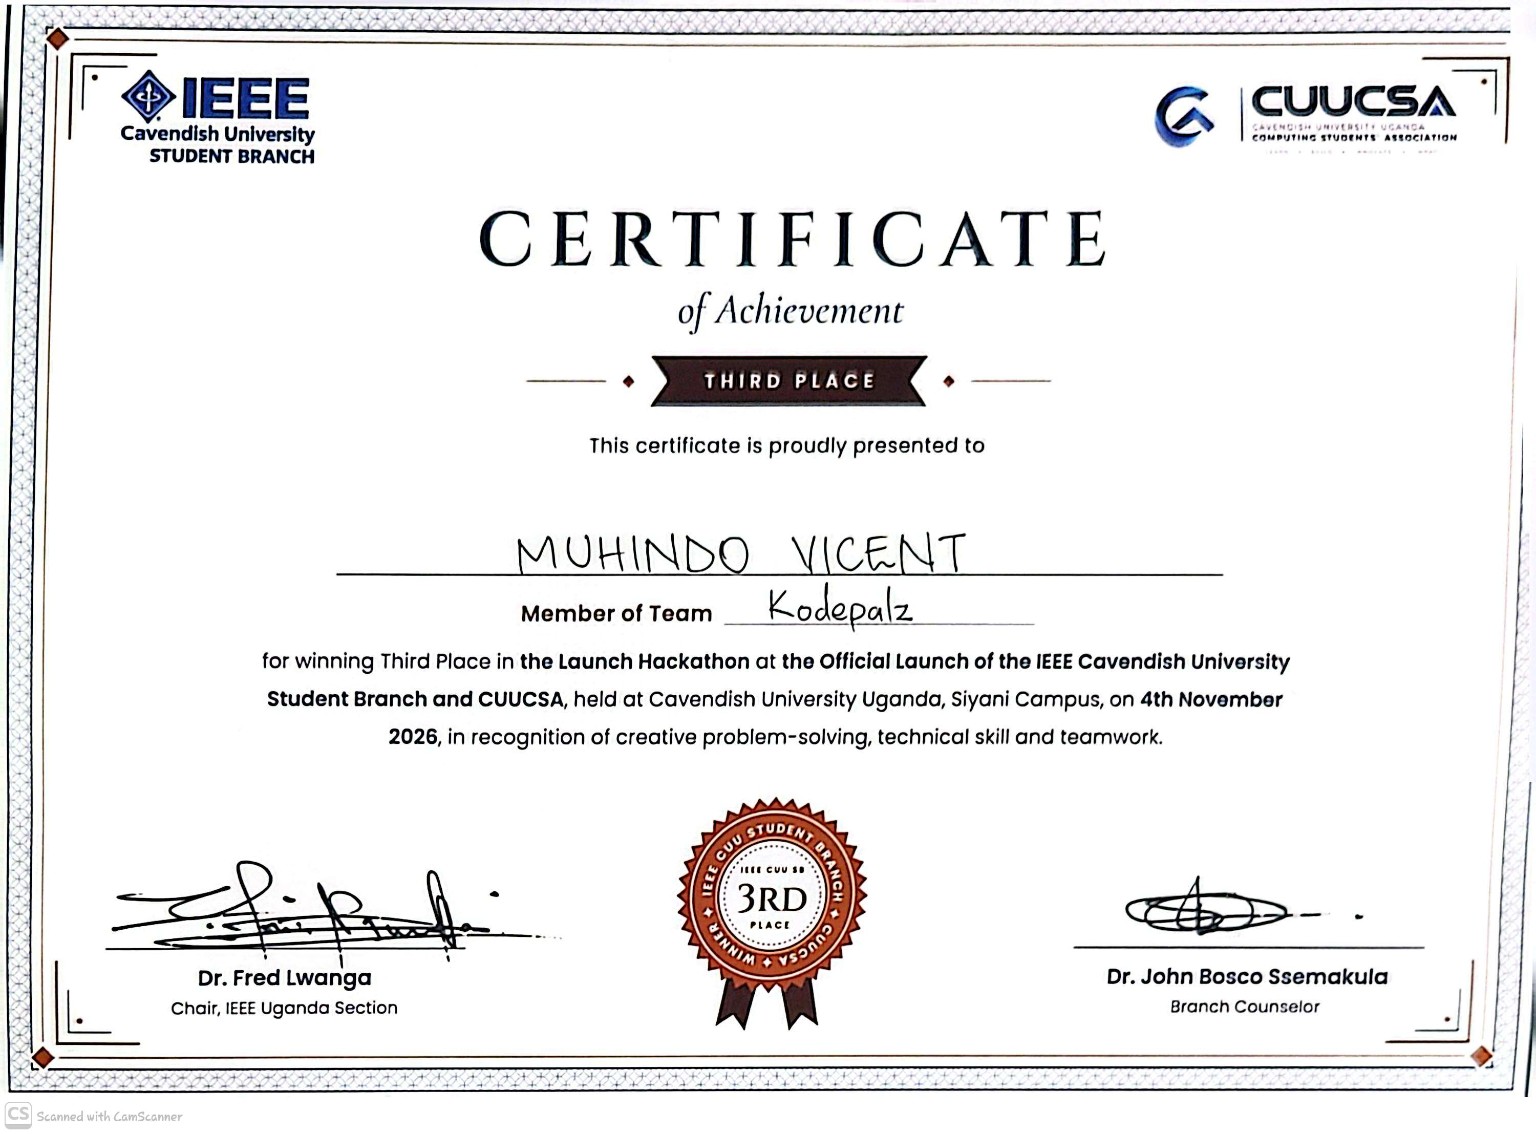 IEEE
Cavendish University
STUDENT BRANCH
CUUCSA
CAVENDISH UNIVERSITY UGANDA
COMPUTING STUDENTS' ASSOCIATION
CERTIFICATE
of Achievement
THIRD PLACE
This certificate is proudly presented to
MUHINDO VICENT
Member of Team Kodepalz
for winning Third Place in the Launch Hackathon at the Official Launch of the IEEE Cavendish University
Student Branch and CUUCSA, held at Cavendish University Uganda, Siyani Campus, on 4th November
2026, in recognition of creative problem-solving, technical skill and teamwork.
IEEE CUU STUDENT BRANCH
IEEE CUU SB
3RD
PLACE
WINNER
CUUCSA
Dr. Fred Lwanga
Chair, IEEE Uganda Section
Dr. John Bosco Ssemakula
Branch Counselor
CS Scanned with CamScanner